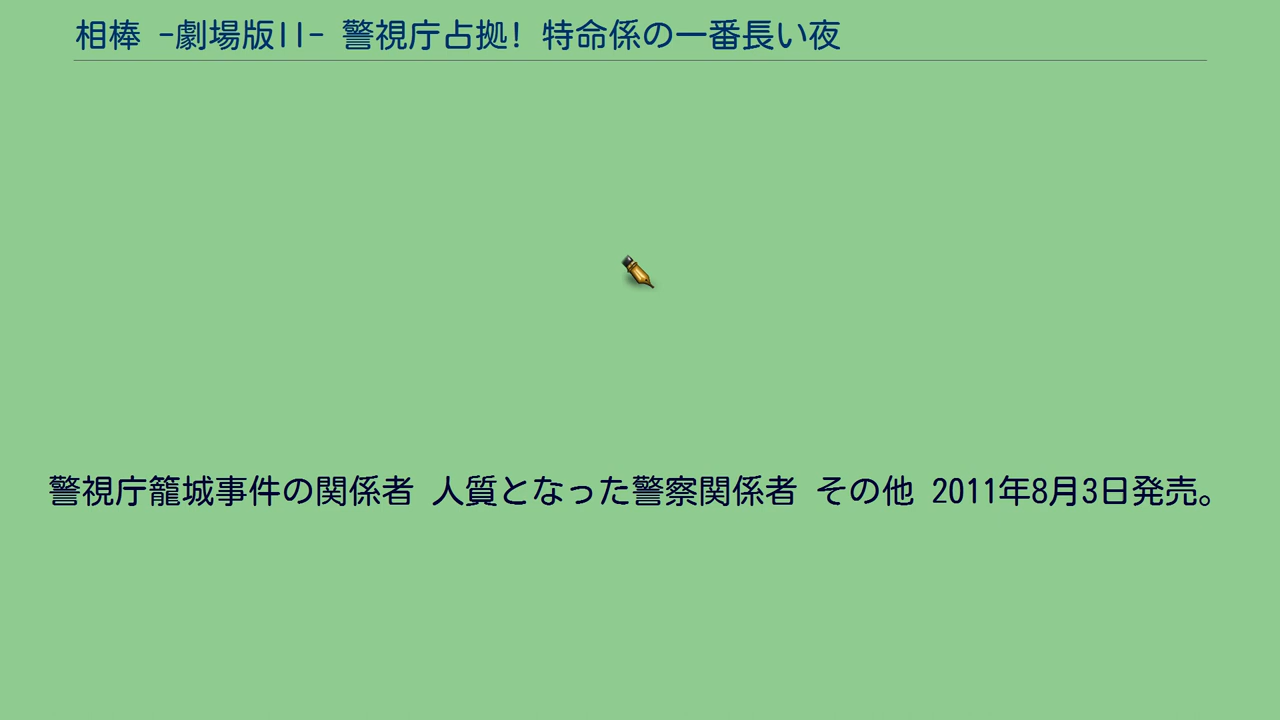 相棒 -劇場版II- 警視庁占拠! 特命係の一番長い夜
警視庁籠城事件の関係者 人質となった警察関係者 その他 2011年8月3日発売。